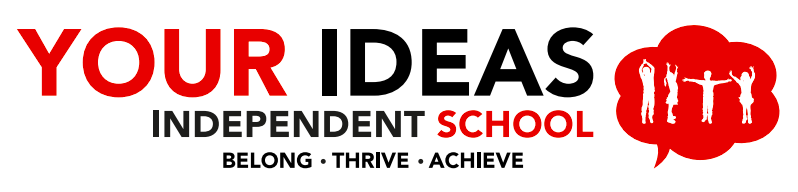 YOUR IDEAS
INDEPENDENT SCHOOL
BELONG · THRIVE · ACHIEVE